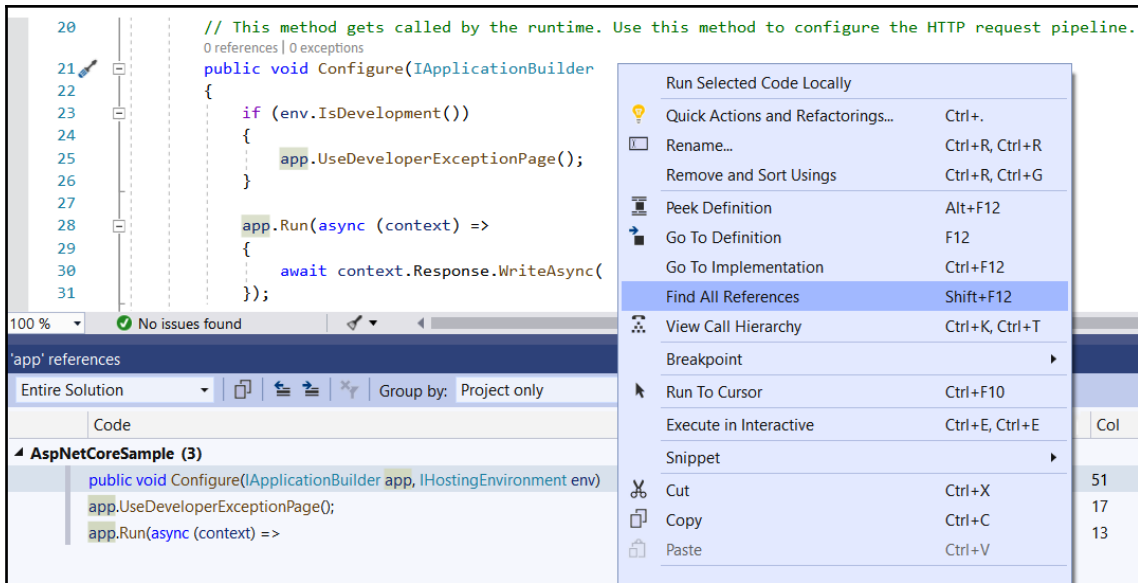 20 // This method gets called by the runtime. Use this method to configure the HTTP request pipeline.
0 references | 0 exceptions
21 public void Configure(IApplicationBuilder
22 {
23 if (env.IsDevelopment())
24 {
25 app.UseDeveloperExceptionPage();
26 }
27
28 app.Run(async (context) =>
29 {
30 await context.Response.WriteAsync(
31 });
100 % No issues found
'app' references
Entire Solution Group by: Project only
Code Col
AspNetCoreSample (3)
public void Configure(IApplicationBuilder app, IHostingEnvironment env) 51
app.UseDeveloperExceptionPage(); 17
app.Run(async (context) => 13
Run Selected Code Locally
Quick Actions and Refactorings... Ctrl+.
Rename... Ctrl+R, Ctrl+R
Remove and Sort Usings Ctrl+R, Ctrl+G
Peek Definition Alt+F12
Go To Definition F12
Go To Implementation Ctrl+F12
Find All References Shift+F12
View Call Hierarchy Ctrl+K, Ctrl+T
Breakpoint
Run To Cursor Ctrl+F10
Execute in Interactive Ctrl+E, Ctrl+E
Snippet
Cut Ctrl+X
Copy Ctrl+C
Paste Ctrl+V